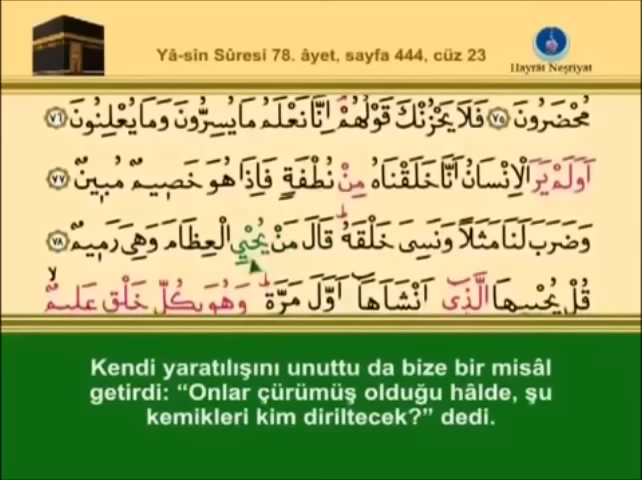 Yâ-sîn Sûresi 78. âyet, sayfa 444, cüz 23
Hayrât Neşriyat
مُحْضَرُونَ ﴿٧٥﴾ فَلَا يَحْزُنْكَ قَوْلُهُمْۘ اِنَّا نَعْلَمُ مَا يُسِرُّونَ وَمَا يُعْلِنُونَ ﴿٧٦﴾
اَوَلَمْ يَرَ الْاِنْسَانُ اَنَّا خَلَقْنَاهُ مِنْ نُطْفَةٍ فَاِذَا هُوَ خَصِيمٌ مُبِينٌ ﴿٧٧﴾
وَضَرَبَ لَنَا مَثَلًا وَنَسِىَ خَلْقَهُۜ قَالَ مَنْ يُحْيِى الْعِظَامَ وَهِىَ رَمِيمٌ ﴿٧٨﴾
قُلْ يُحْيِيهَا الَّذِٓى اَنْشَاَهَٓا اَوَّلَ مَرَّةٍۜ وَهُوَ بِكُلِّ خَلْقٍ عَلِيمٌۙ
Kendi yaratılışını unuttu da bize bir misâl
getirdi: “Onlar çürümüş olduğu hâlde, şu
kemikleri kim diriltecek?” dedi.